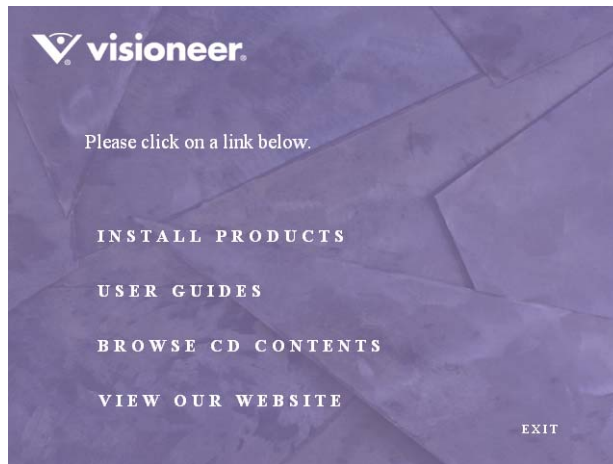 visioneer®
Please click on a link below.
INSTALL PRODUCTS
USER GUIDES
BROWSE CD CONTENTS
VIEW OUR WEBSITE
EXIT